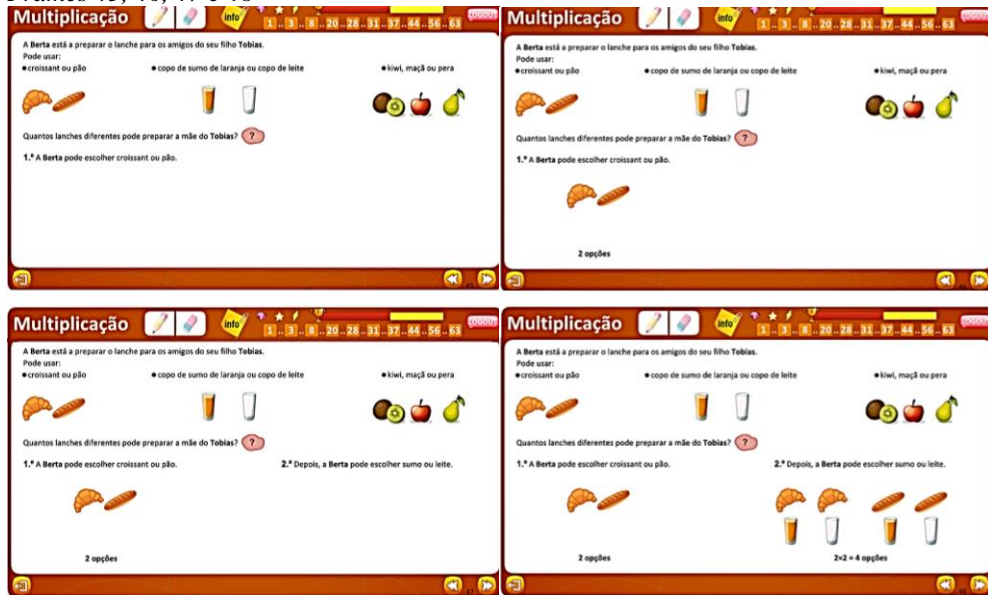 Multiplicação
info
1 .. 3 .. 8 .. 20 .. 28 .. 31 .. 37 .. 44 .. 56 .. 63
LOGOUT
A Berta está a preparar o lanche para os amigos do seu filho Tobias.
Pode usar:
•croissant ou pão •copo de sumo de laranja ou copo de leite •kiwi, maçã ou pera
Quantos lanches diferentes pode preparar a mãe do Tobias? ?
1.º A Berta pode escolher croissant ou pão.
Multiplicação
info
1 .. 3 .. 8 .. 20 .. 28 .. 31 .. 37 .. 44 .. 56 .. 63
LOGOUT
A Berta está a preparar o lanche para os amigos do seu filho Tobias.
Pode usar:
•croissant ou pão •copo de sumo de laranja ou copo de leite •kiwi, maçã ou pera
Quantos lanches diferentes pode preparar a mãe do Tobias? ?
1.º A Berta pode escolher croissant ou pão.
2 opções
Multiplicação
info
1 .. 3 .. 8 .. 20 .. 28 .. 31 .. 37 .. 44 .. 56 .. 63
LOGOUT
A Berta está a preparar o lanche para os amigos do seu filho Tobias.
Pode usar:
•croissant ou pão •copo de sumo de laranja ou copo de leite •kiwi, maçã ou pera
Quantos lanches diferentes pode preparar a mãe do Tobias? ?
1.º A Berta pode escolher croissant ou pão. 2.º Depois, a Berta pode escolher sumo ou leite.
2 opções
47
Multiplicação
info
1 .. 3 .. 8 .. 20 .. 28 .. 31 .. 37 .. 44 .. 56 .. 63
LOGOUT
A Berta está a preparar o lanche para os amigos do seu filho Tobias.
Pode usar:
•croissant ou pão •copo de sumo de laranja ou copo de leite •kiwi, maçã ou pera
Quantos lanches diferentes pode preparar a mãe do Tobias? ?
1.º A Berta pode escolher croissant ou pão. 2.º Depois, a Berta pode escolher sumo ou leite.
2 opções 2×2 = 4 opções